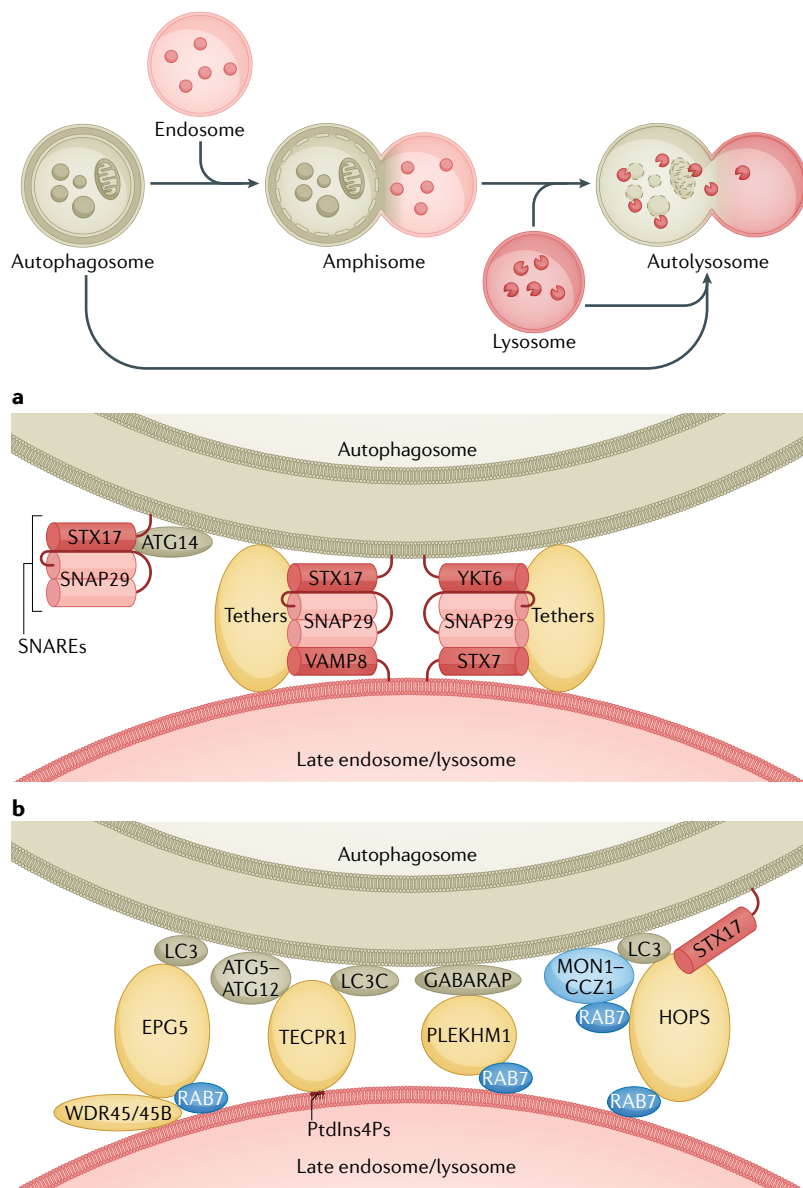 Endosome
Autophagosome
Amphisome
Autolysosome
Lysosome
a
Autophagosome
STX17
ATG14
SNAP29
SNAREs
Tethers
STX17
SNAP29
VAMP8
YKT6
SNAP29
STX7
Tethers
Late endosome/lysosome
b
Autophagosome
LC3
ATG5–
ATG12
LC3C
GABARAP
MON1–
CCZ1
LC3
STX17
EPG5
TECPR1
PLEKHM1
RAB7
HOPS
WDR45/45B
RAB7
RAB7
RAB7
PtdIns4Ps
Late endosome/lysosome